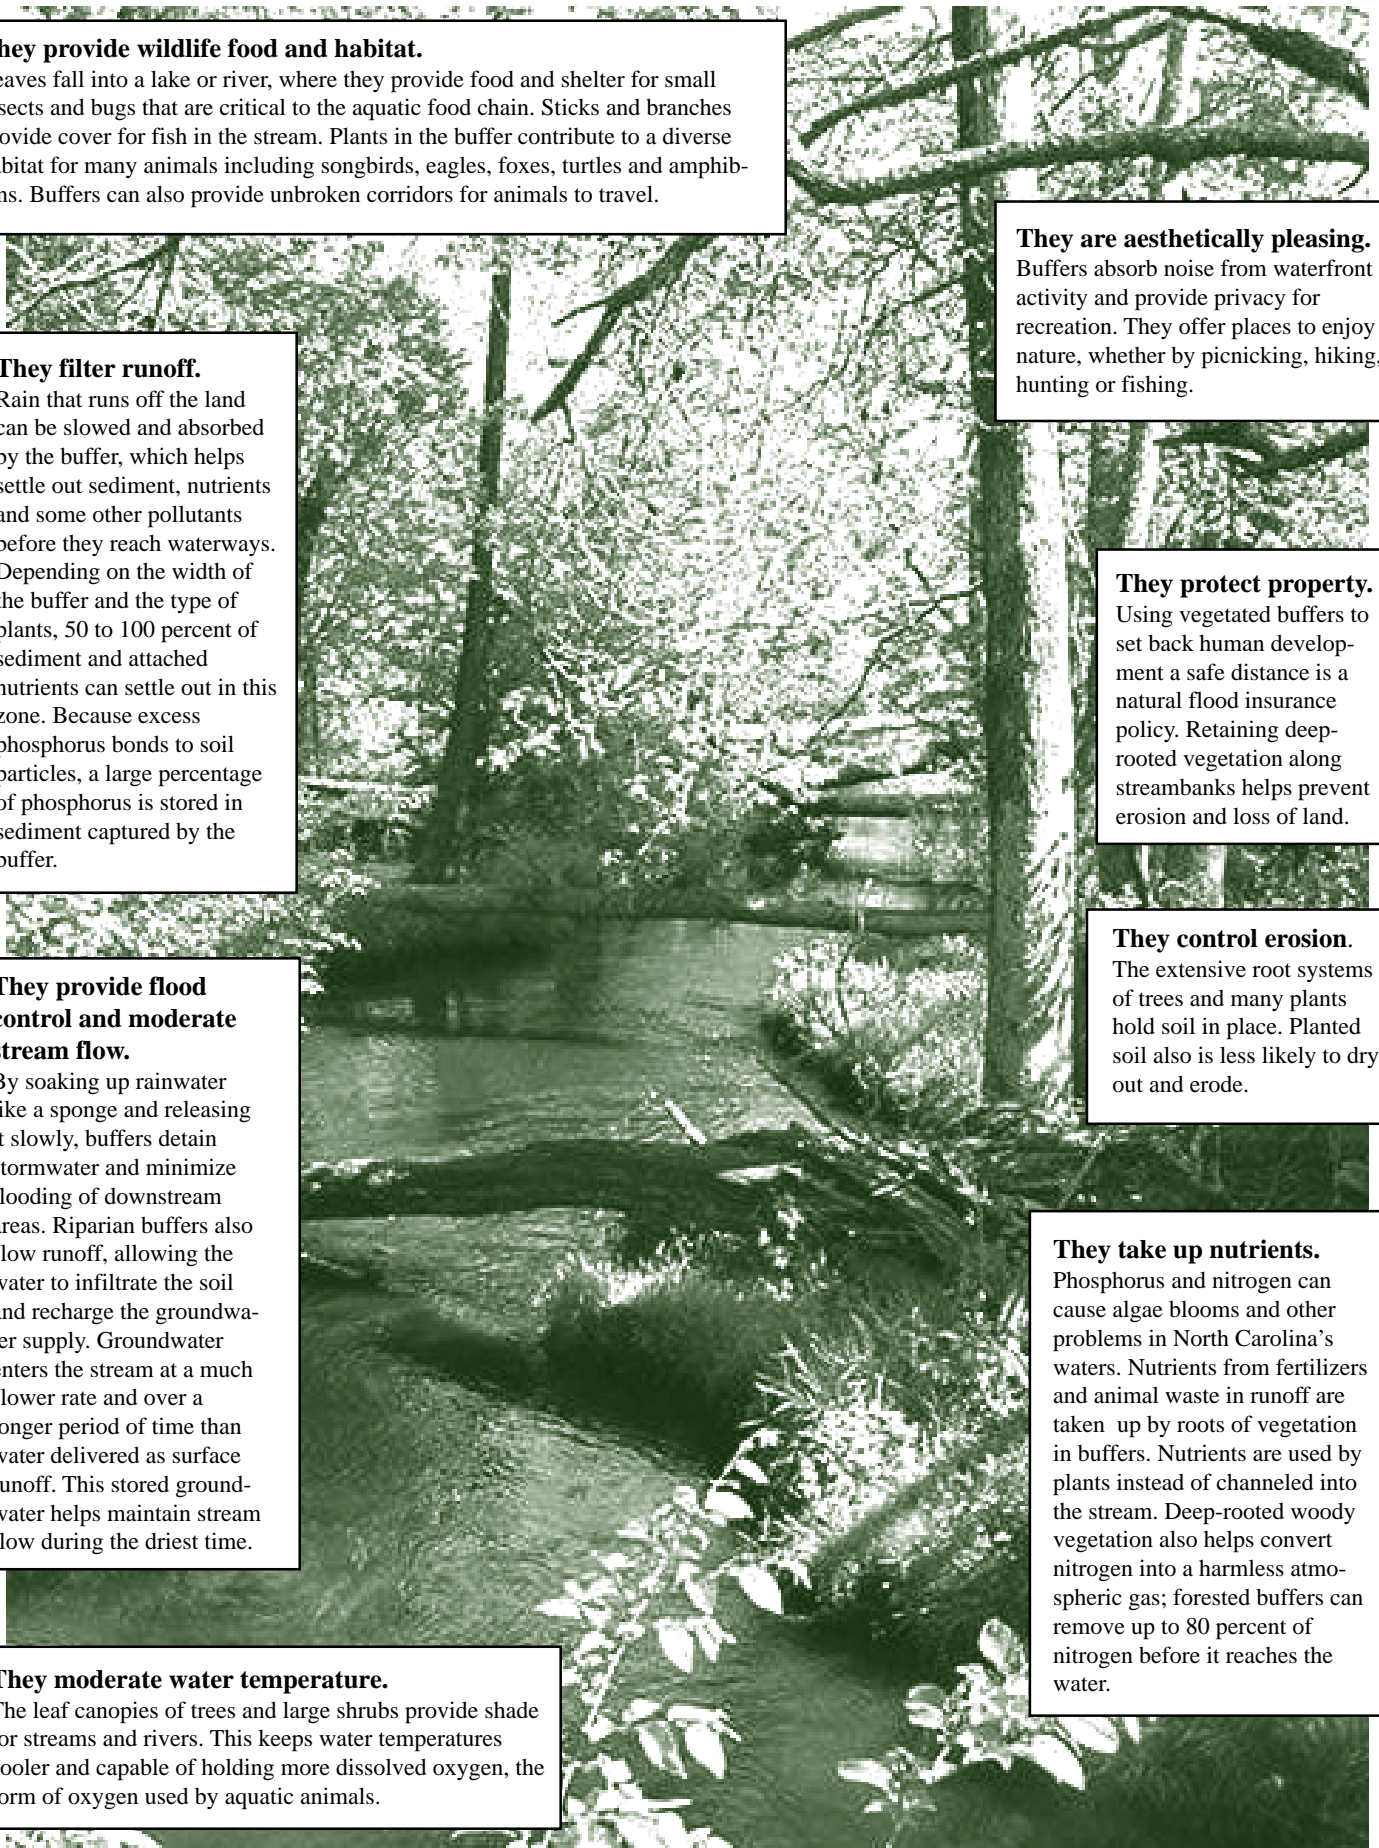 hey provide wildlife food and habitat.
eaves fall into a lake or river, where they provide food and shelter for small
sects and bugs that are critical to the aquatic food chain. Sticks and branches
ovide cover for fish in the stream. Plants in the buffer contribute to a diverse
bitat for many animals including songbirds, eagles, foxes, turtles and amphib-
ns. Buffers can also provide unbroken corridors for animals to travel.
They are aesthetically pleasing.
Buffers absorb noise from waterfront
activity and provide privacy for
recreation. They offer places to enjoy
nature, whether by picnicking, hiking,
hunting or fishing.
They filter runoff.
Rain that runs off the land
can be slowed and absorbed
by the buffer, which helps
settle out sediment, nutrients
and some other pollutants
before they reach waterways.
Depending on the width of
the buffer and the type of
plants, 50 to 100 percent of
sediment and attached
nutrients can settle out in this
zone. Because excess
phosphorus bonds to soil
particles, a large percentage
of phosphorus is stored in
sediment captured by the
buffer.
They protect property.
Using vegetated buffers to
set back human develop-
ment a safe distance is a
natural flood insurance
policy. Retaining deep-
rooted vegetation along
streambanks helps prevent
erosion and loss of land.
They control erosion.
The extensive root systems
of trees and many plants
hold soil in place. Planted
soil also is less likely to dry
out and erode.
They provide flood
control and moderate
stream flow.
By soaking up rainwater
ike a sponge and releasing
t slowly, buffers detain
tormwater and minimize
looding of downstream
areas. Riparian buffers also
low runoff, allowing the
water to infiltrate the soil
and recharge the groundwa-
er supply. Groundwater
enters the stream at a much
lower rate and over a
onger period of time than
water delivered as surface
unoff. This stored ground-
water helps maintain stream
low during the driest time.
They take up nutrients.
Phosphorus and nitrogen can
cause algae blooms and other
problems in North Carolina's
waters. Nutrients from fertilizers
and animal waste in runoff are
taken  up by roots of vegetation
in buffers. Nutrients are used by
plants instead of channeled into
the stream. Deep-rooted woody
vegetation also helps convert
nitrogen into a harmless atmo-
spheric gas; forested buffers can
remove up to 80 percent of
nitrogen before it reaches the
water.
They moderate water temperature.
The leaf canopies of trees and large shrubs provide shade
or streams and rivers. This keeps water temperatures
ooler and capable of holding more dissolved oxygen, the
orm of oxygen used by aquatic animals.